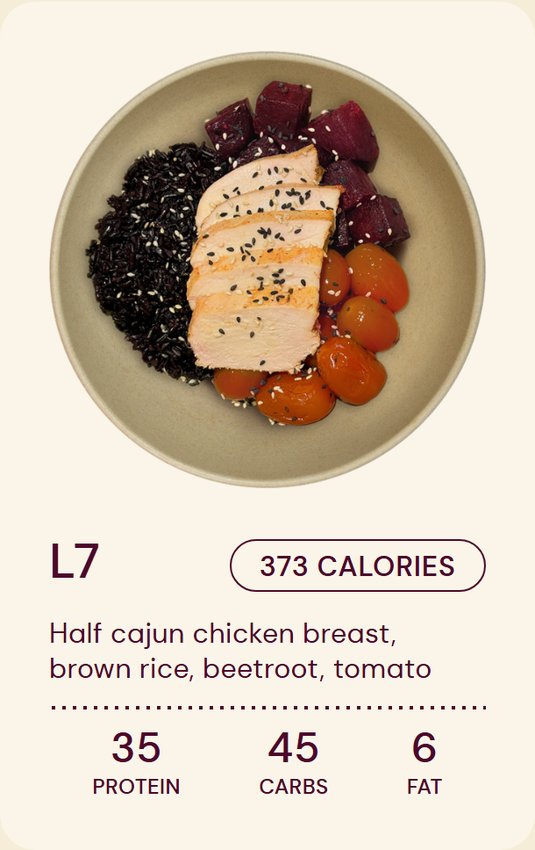 L7
373 CALORIES
Half cajun chicken breast,
brown rice, beetroot, tomato
35 45 6
PROTEIN CARBS FAT